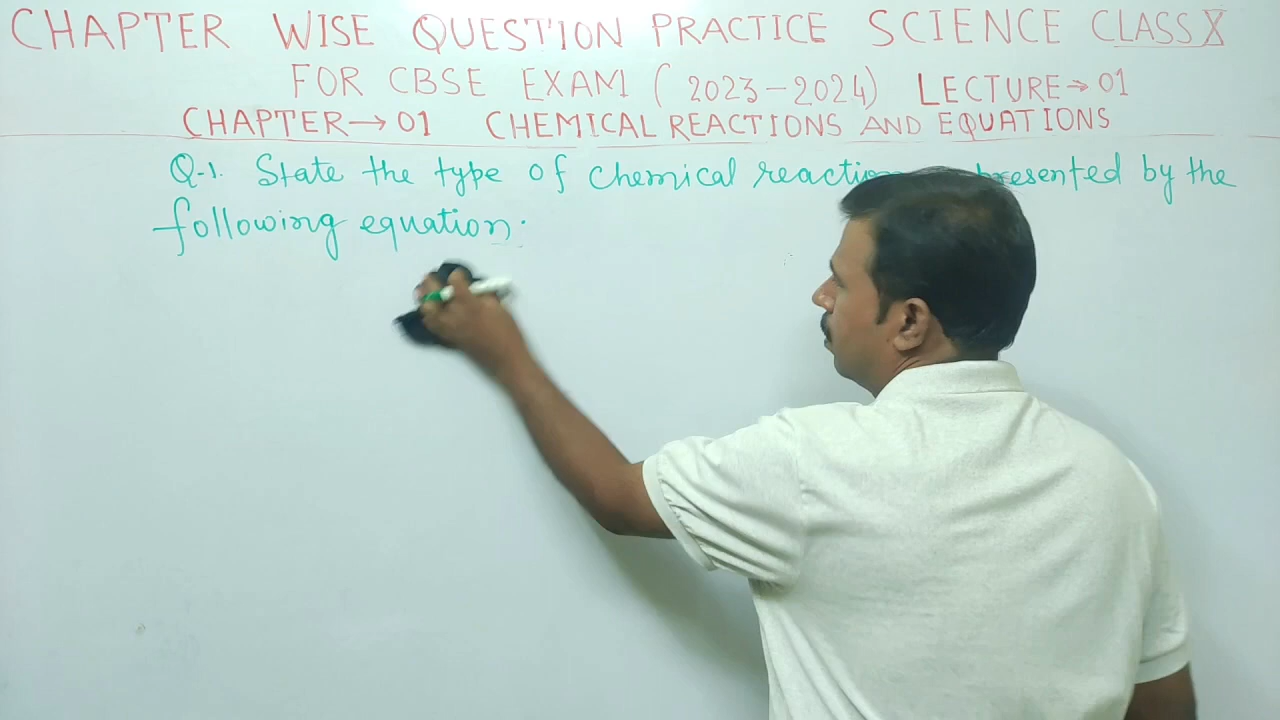 CHAPTER WISE QUESTION PRACTICE SCIENCE CLASS X
FOR CBSE EXAM ( 2023-2024) LECTURE→01
CHAPTER→01 CHEMICAL REACTIONS AND EQUATIONS
Q-1. State the type of chemical by the
following equation.